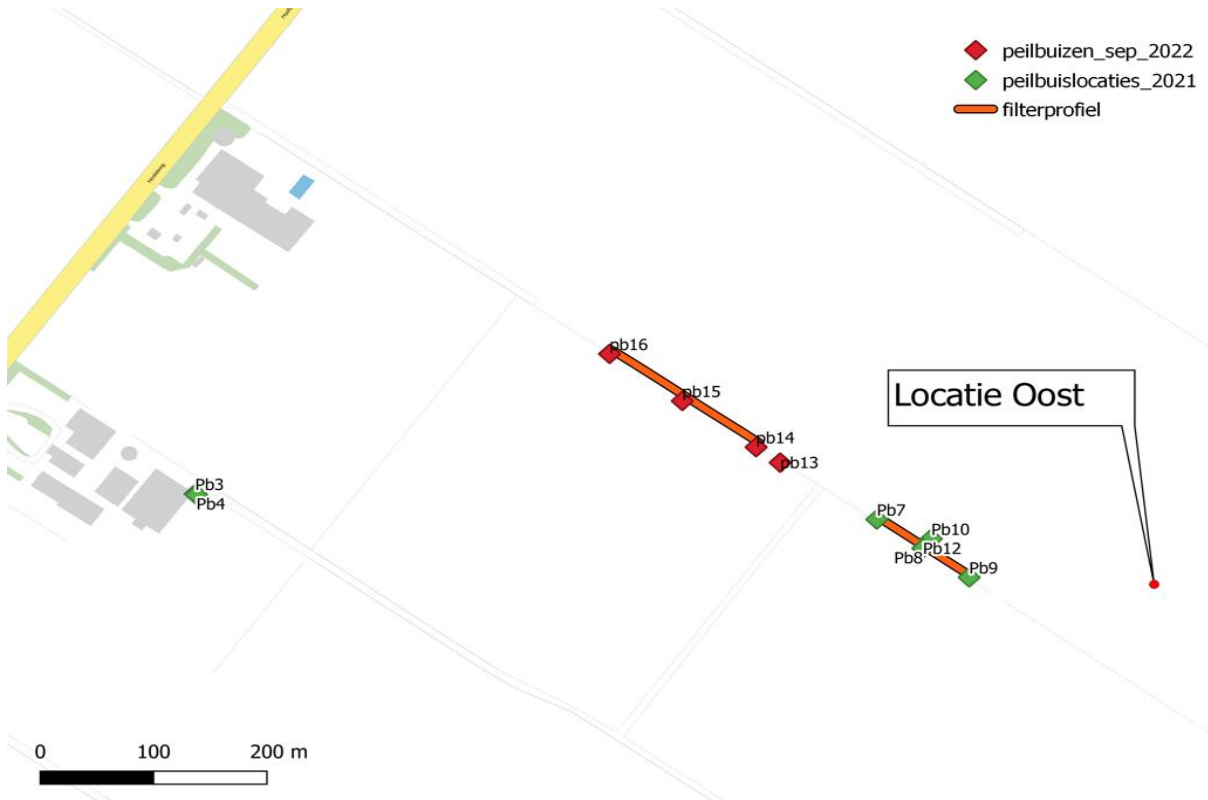 peilbuizen_sep_2022
peilbuislocaties_2021
filterprofiel
pb16
pb15
pb14
pb13
Locatie Oost
Pb3
Pb4
Pb7
Pb10
Pb8
Pb12
Pb9
0 100 200 m